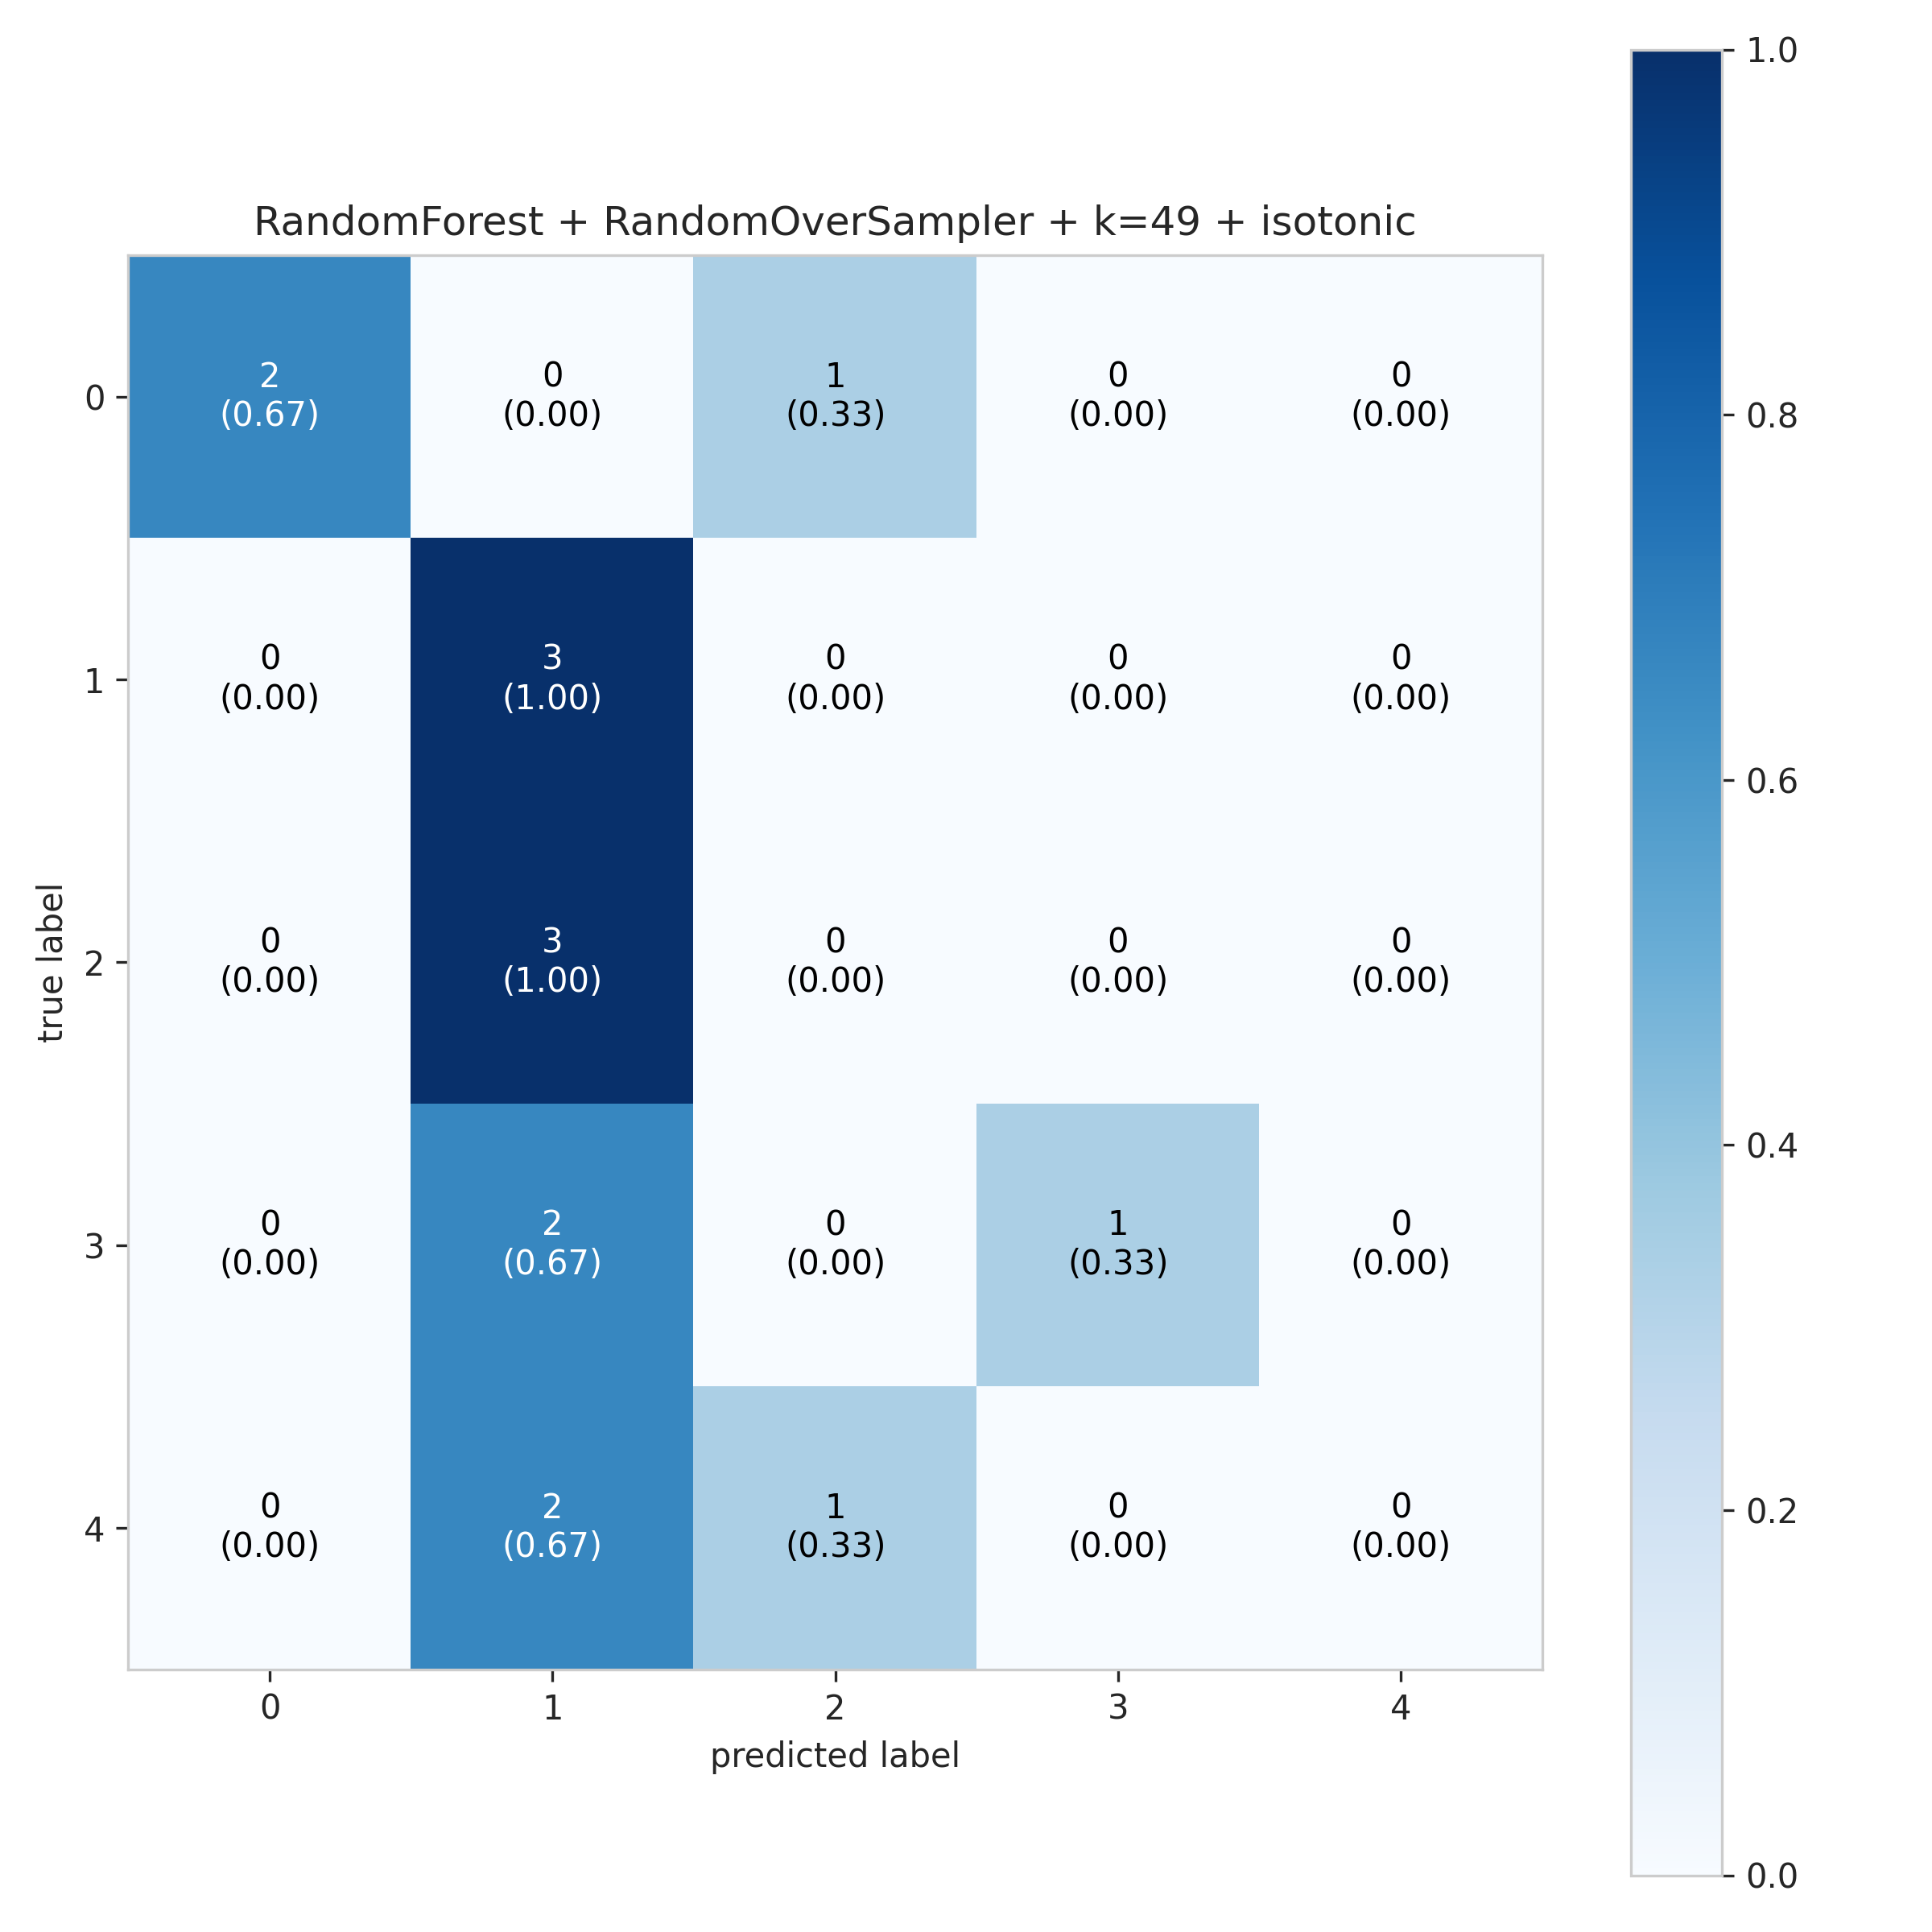 RandomForest + RandomOverSampler + k=49 + isotonic
1.0
0.8
0.6
0.4
0.2
0.0
true label
0
2 0 1 0 0
(0.67) (0.00) (0.33) (0.00) (0.00)
1
0 3 0 0 0
(0.00) (1.00) (0.00) (0.00) (0.00)
2
0 3 0 0 0
(0.00) (1.00) (0.00) (0.00) (0.00)
3
0 2 0 1 0
(0.00) (0.67) (0.00) (0.33) (0.00)
4
0 2 1 0 0
(0.00) (0.67) (0.33) (0.00) (0.00)
0 1 2 3 4
predicted label